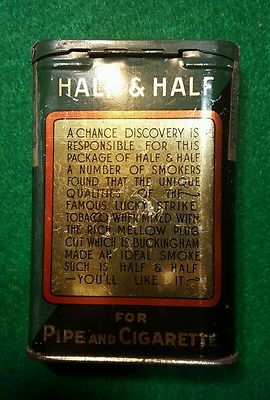 HALF & HALF
A CHANCE DISCOVERY IS
RESPONSIBLE FOR THIS
PACKAGE OF HALF & HALF
A NUMBER OF SMOKERS
FOUND THAT THE UNIQUE
QUALITIES OF THE
FAMOUS LUCKY STRIKE
TOBACCO WHEN MIXED WITH
THE RICH, MELLOW PLUG
CUT WHICH IS BUCKINGHAM
MADE AN IDEAL SMOKE
SUCH IS HALF & HALF
—YOU'LL LIKE IT—
FOR
PIPE AND CIGARETTE